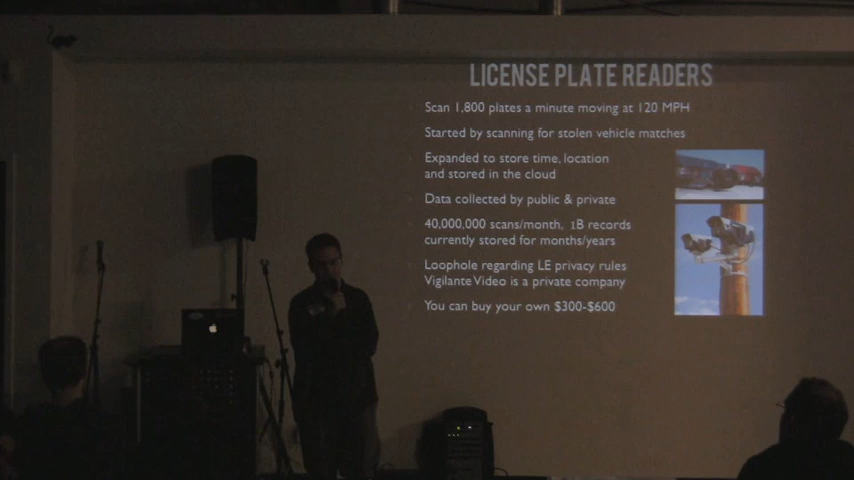 LICENSE PLATE READERS
Scan 1,800 plates a minute moving at 120 MPH
Started by scanning for stolen vehicle matches
Expanded to store time, location
and stored in the cloud
Data collected by public & private
40,000,000 scans/month, 1B records
currently stored for months/years
Loophole regarding LE privacy rules
Vigilante Video is a private company
You can buy your own $300-$600